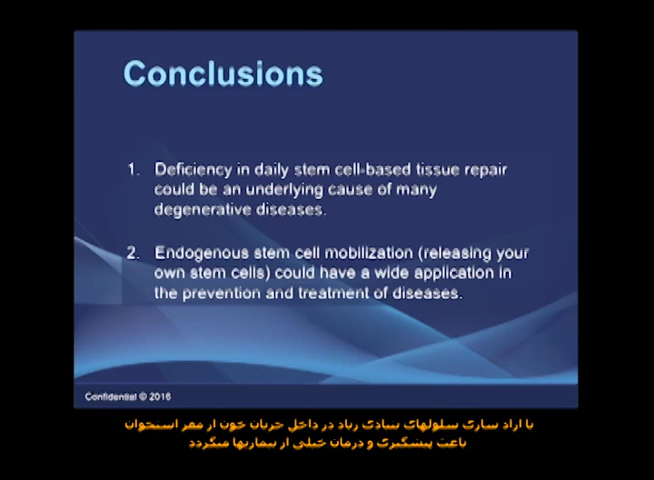 Conclusions
1. Deficiency in daily stem cell-based tissue repair
could be an underlying cause of many
degenerative diseases.
2. Endogenous stem cell mobilization (releasing your
own stem cells) could have a wide application in
the prevention and treatment of diseases.
Confidential © 2016
با آزاد سازی سلولهای بنیادی زیاد در داخل جریان خون از مغز استخوان
باعث پیشگیری و درمان خیلی از بیماریها میگردد